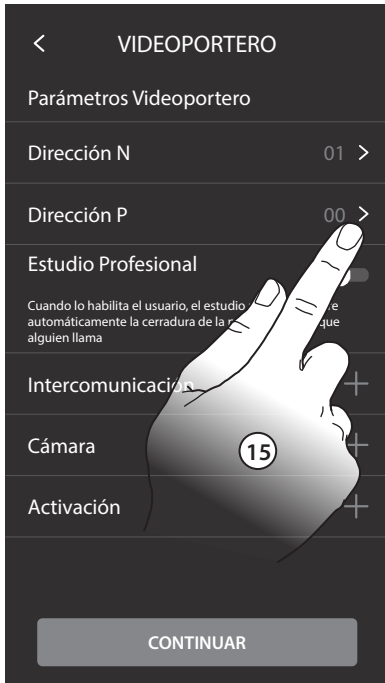 < VIDEOPORTERO
Parámetros Videoportero
Dirección N 01 >
Dirección P 00 >
Estudio Profesional
Cuando lo habilita el usuario, el estudio
automáticamente la cerradura de la que
alguien llama
Intercomunicación +
Cámara +
15
Activación +
CONTINUAR